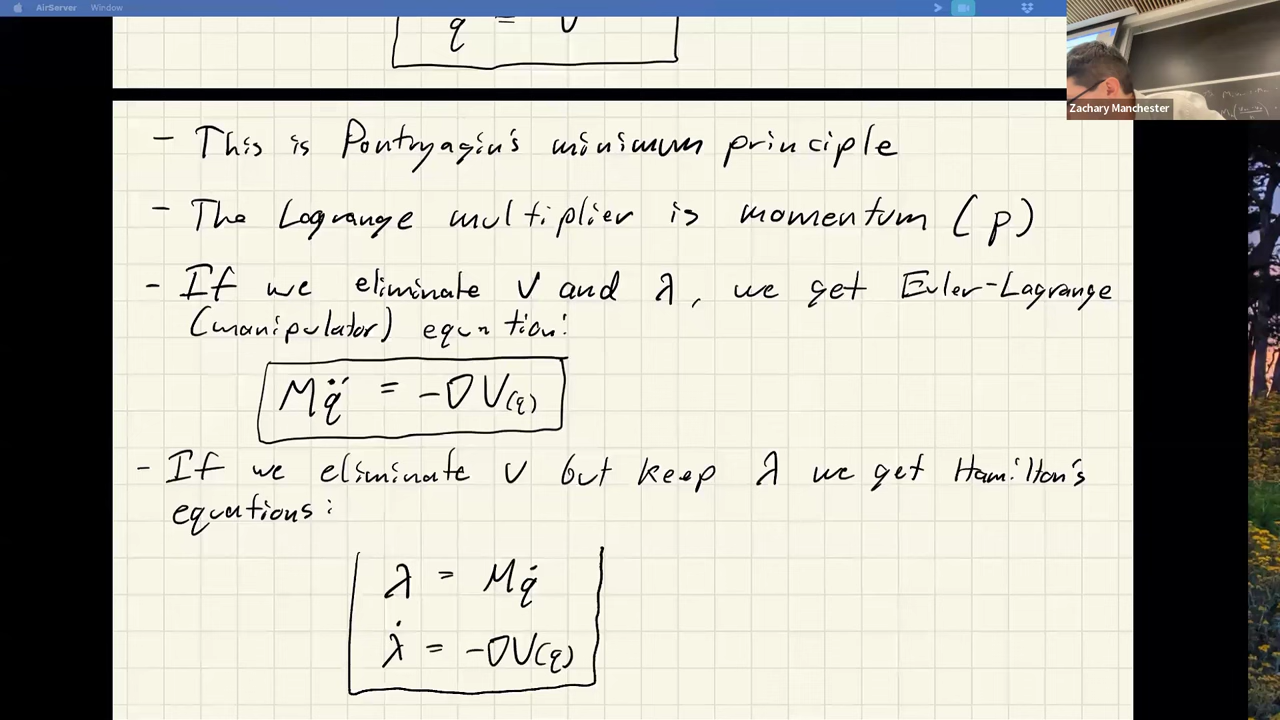 AirServer Window
q̇ = v
Zachary Manchester
- This is Pontryagin's minimum principle
- The Lagrange multiplier is momentum (p)
- If we eliminate v and λ, we get Euler-Lagrange
(manipulator) equation:
Mq̈ = -∇V(q)
- If we eliminate v but keep λ we get Hamilton's
equations:
λ = Mq̇
λ̇ = -∇V(q)